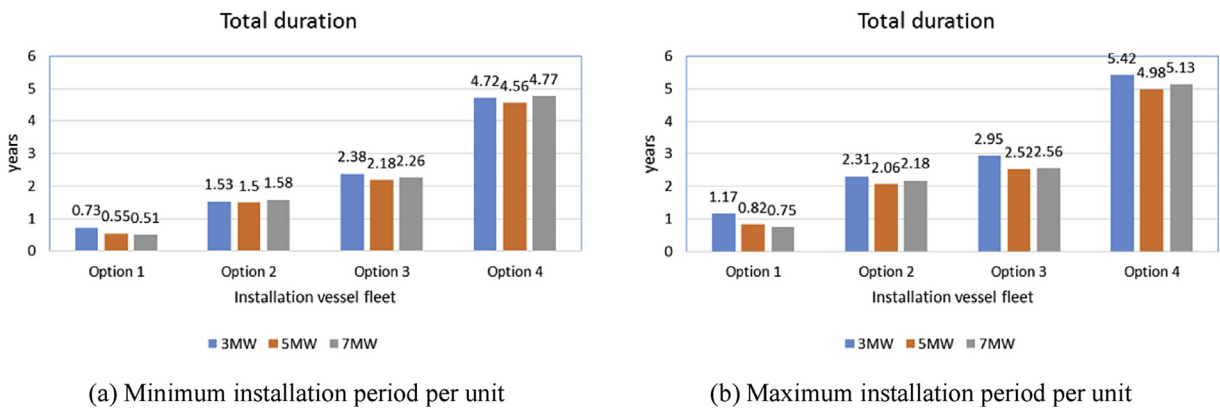 Total duration
6
5
4
3
2
1
0
years
0.73 0.55 0.51
1.53 1.5 1.58
2.38 2.18 2.26
4.72 4.56 4.77
Option 1 Option 2 Option 3 Option 4
Installation vessel fleet
3MW 5MW 7MW
(a) Minimum installation period per unit
Total duration
6
5
4
3
2
1
0
years
1.17 0.82 0.75
2.31 2.06 2.18
2.95 2.52 2.56
5.42 4.98 5.13
Option 1 Option 2 Option 3 Option 4
Installation vessel fleet
3MW 5MW 7MW
(b) Maximum installation period per unit